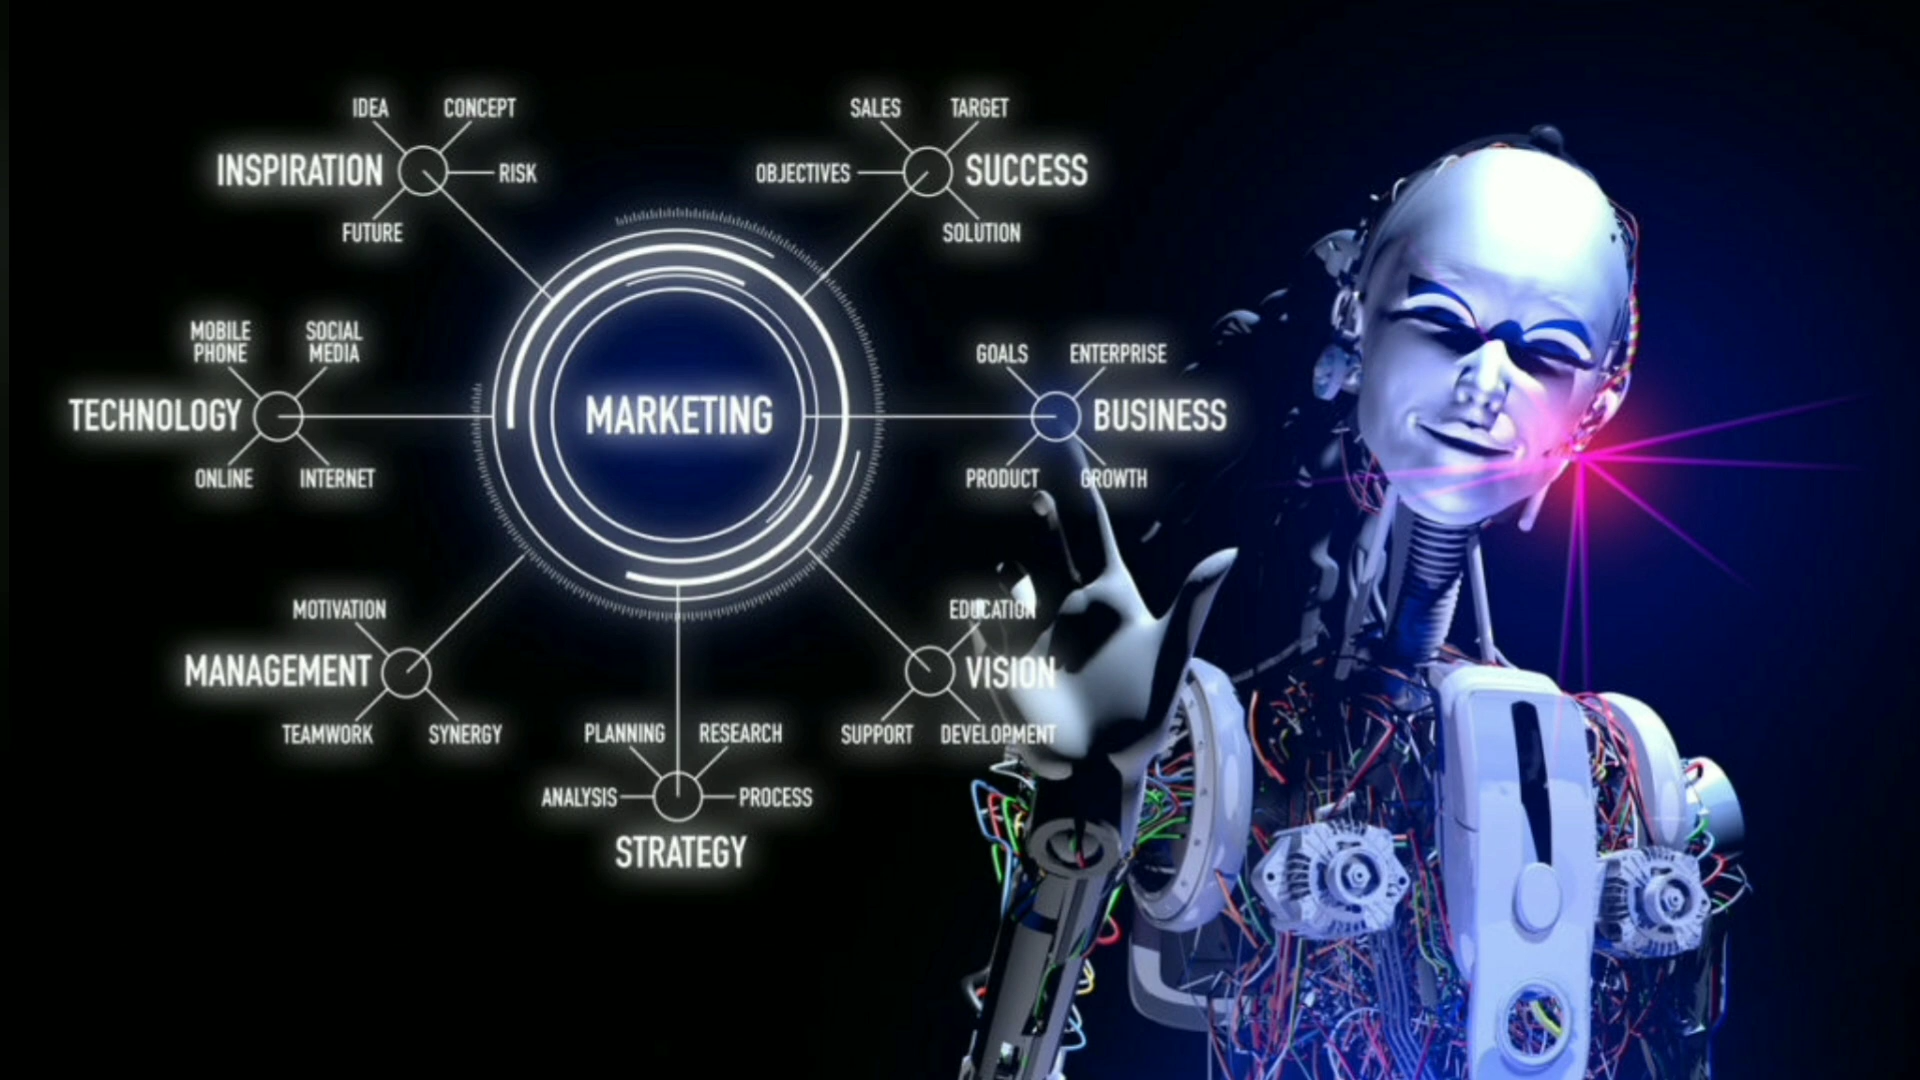 IDEA
CONCEPT
INSPIRATION
RISK
FUTURE
SALES
TARGET
OBJECTIVES
SUCCESS
SOLUTION
MOBILE
PHONE
SOCIAL
MEDIA
TECHNOLOGY
ONLINE
INTERNET
MARKETING
GOALS
ENTERPRISE
BUSINESS
PRODUCT
GROWTH
MOTIVATION
MANAGEMENT
TEAMWORK
SYNERGY
PLANNING
RESEARCH
ANALYSIS
PROCESS
STRATEGY
EDUCATION
VISION
SUPPORT
DEVELOPMENT